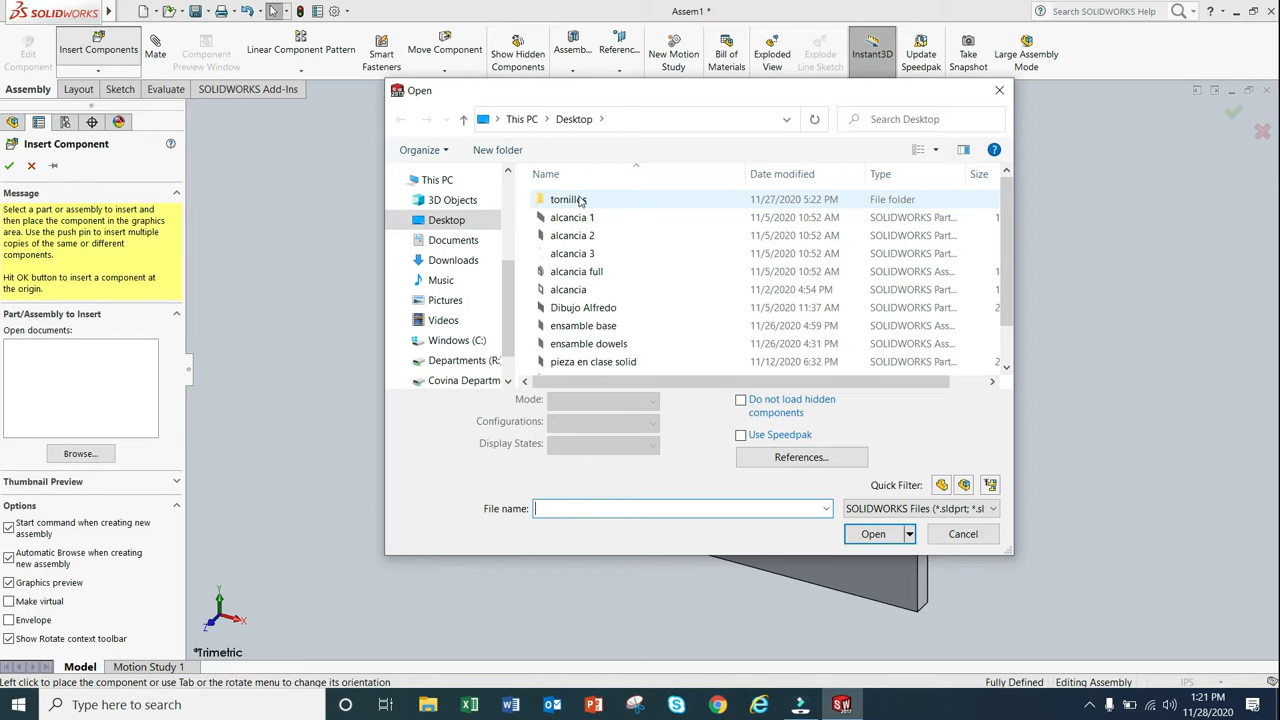 SOLIDWORKS
Assem1 *
Search SOLIDWORKS Help
Edit Component
Insert Components
Mate
Component Preview Window
Linear Component Pattern
Smart Fasteners
Move Component
Show Hidden Components
Assemb...
Referenc...
New Motion Study
Bill of Materials
Exploded View
Explode Line Sketch
Instant3D
Update Speedpak
Take Snapshot
Large Assembly Mode
Assembly Layout Sketch Evaluate SOLIDWORKS Add-Ins
Insert Component
Message
Select a part or assembly to insert and
then place the component in the graphics
area. Use the push pin to insert multiple
copies of the same or different
components.
Hit OK button to insert a component at
the origin.
Part/Assembly to Insert
Open documents:
Browse...
Thumbnail Preview
Options
Start command when creating new
assembly
Automatic Browse when creating
new assembly
Graphics preview
Make virtual
Envelope
Show Rotate context toolbar
Open
This PC > Desktop >
Search Desktop
Organize New folder
This PC
3D Objects
Desktop
Documents
Downloads
Music
Pictures
Videos
Windows (C:)
Departments (R:
Covina Departm
Name Date modified Type Size
tornillos 11/27/2020 5:22 PM File folder
alcancia 1 11/5/2020 10:52 AM SOLIDWORKS Part... 1
alcancia 2 11/5/2020 10:52 AM SOLIDWORKS Part...
alcancia 3 11/5/2020 10:52 AM SOLIDWORKS Part...
alcancia full 11/5/2020 10:52 AM SOLIDWORKS Ass... 1
alcancia 11/2/2020 4:54 PM SOLIDWORKS Part... 1
Dibujo Alfredo 11/5/2020 11:37 AM SOLIDWORKS Part... 2
ensamble base 11/26/2020 4:59 PM SOLIDWORKS Ass...
ensamble dowels 11/26/2020 4:31 PM SOLIDWORKS Ass...
pieza en clase solid 11/12/2020 6:32 PM SOLIDWORKS Part... 2
Mode:
Configurations:
Display States:
Do not load hidden
components
Use Speedpak
References...
Quick Filter:
File name:
SOLIDWORKS Files (*.sldprt; *.sl
Open Cancel
Y
X
Z
*Trimetric
Model Motion Study 1
Left click to place the component or use Tab or the rotate menu to change its orientation
Fully Defined Editing Assembly IPS
Type here to search
1:21 PM
11/28/2020